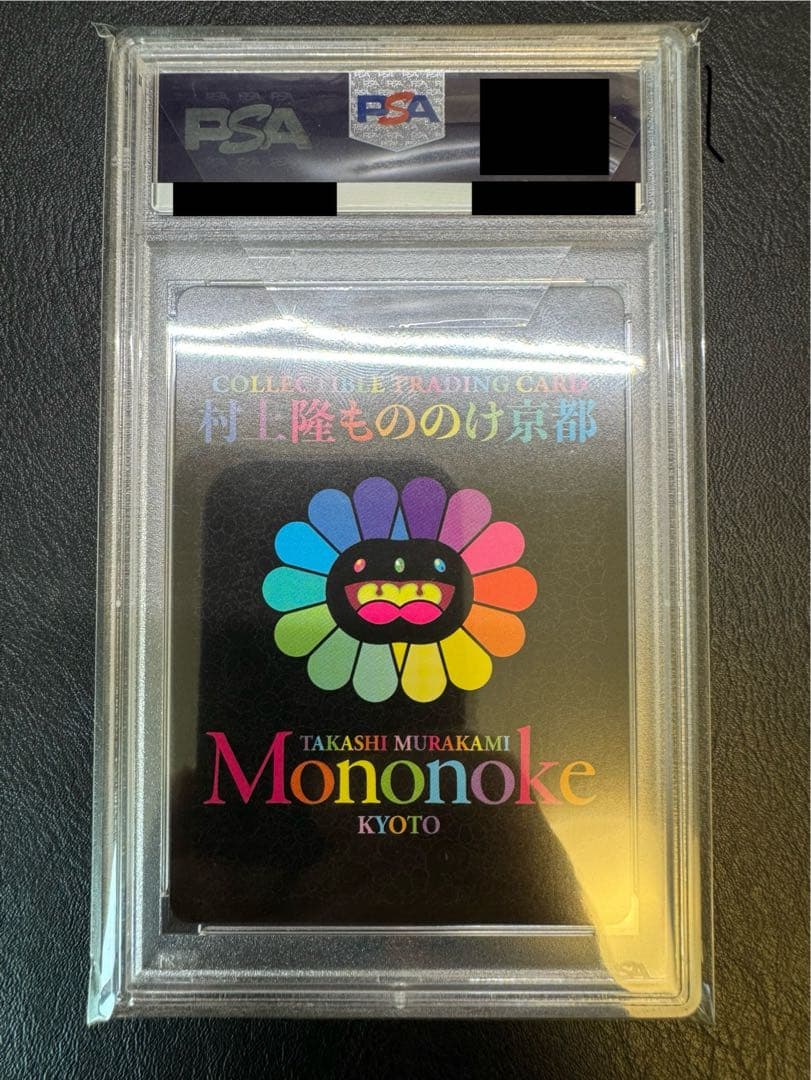 PSA
PSA
COLLECTIBLE TRADING CARD
村上隆もののけ京都
TAKASHI MURAKAMI
Mononoke
KYOTO